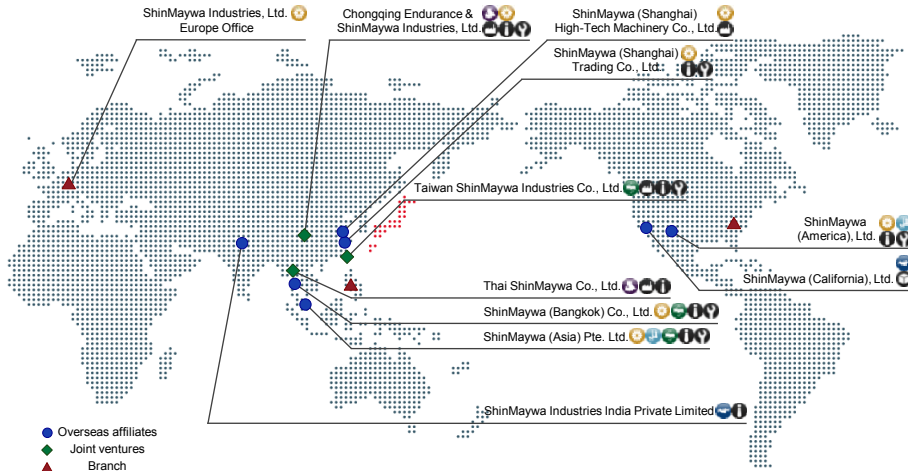 ShinMaywa Industries, Ltd.
Europe Office
Chongqing Endurance &
ShinMaywa Industries, Ltd.
ShinMaywa (Shanghai)
High-Tech Machinery Co., Ltd.
ShinMaywa (Shanghai)
Trading Co., Ltd.
Taiwan ShinMaywa Industries Co., Ltd.
ShinMaywa
(America), Ltd.
ShinMaywa (California), Ltd.
Thai ShinMaywa Co., Ltd.
ShinMaywa (Bangkok) Co., Ltd.
ShinMaywa (Asia) Pte. Ltd.
ShinMaywa Industries India Private Limited
Overseas affiliates
Joint ventures
Branch